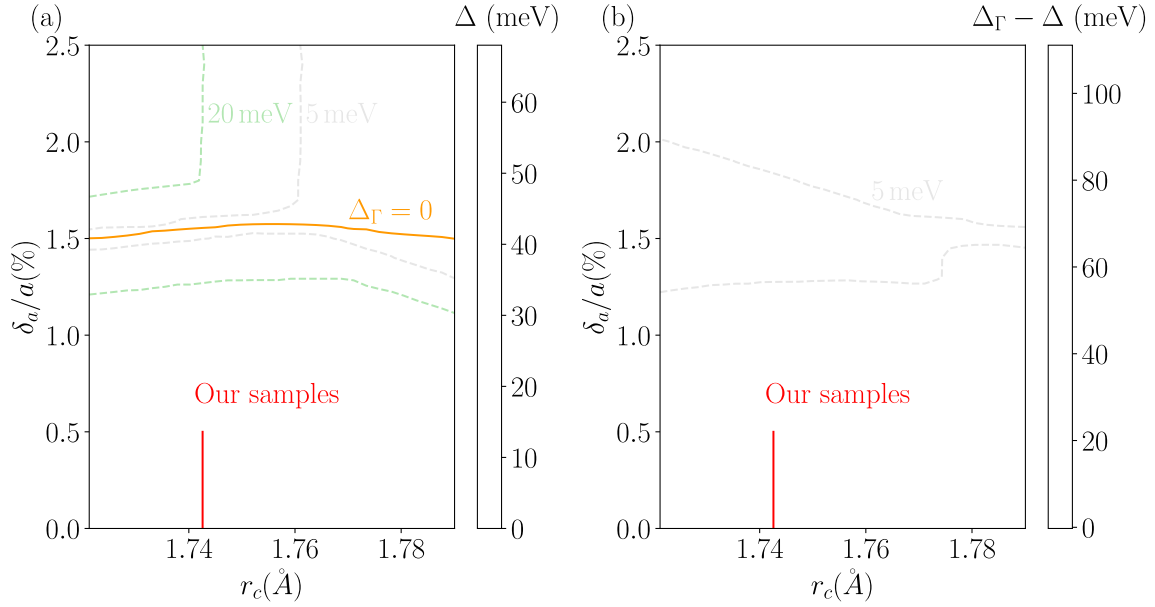 (a)
Δ (meV)
2.5
2.0
1.5
1.0
0.5
0.0
δ_a/a(%)
20 meV
5 meV
Δ_Γ = 0
Our samples
1.74
1.76
1.78
r_c(Å)
60
50
40
30
20
10
0
(b)
Δ_Γ − Δ (meV)
2.5
2.0
1.5
1.0
0.5
0.0
δ_a/a(%)
5 meV
Our samples
1.74
1.76
1.78
r_c(Å)
100
80
60
40
20
0